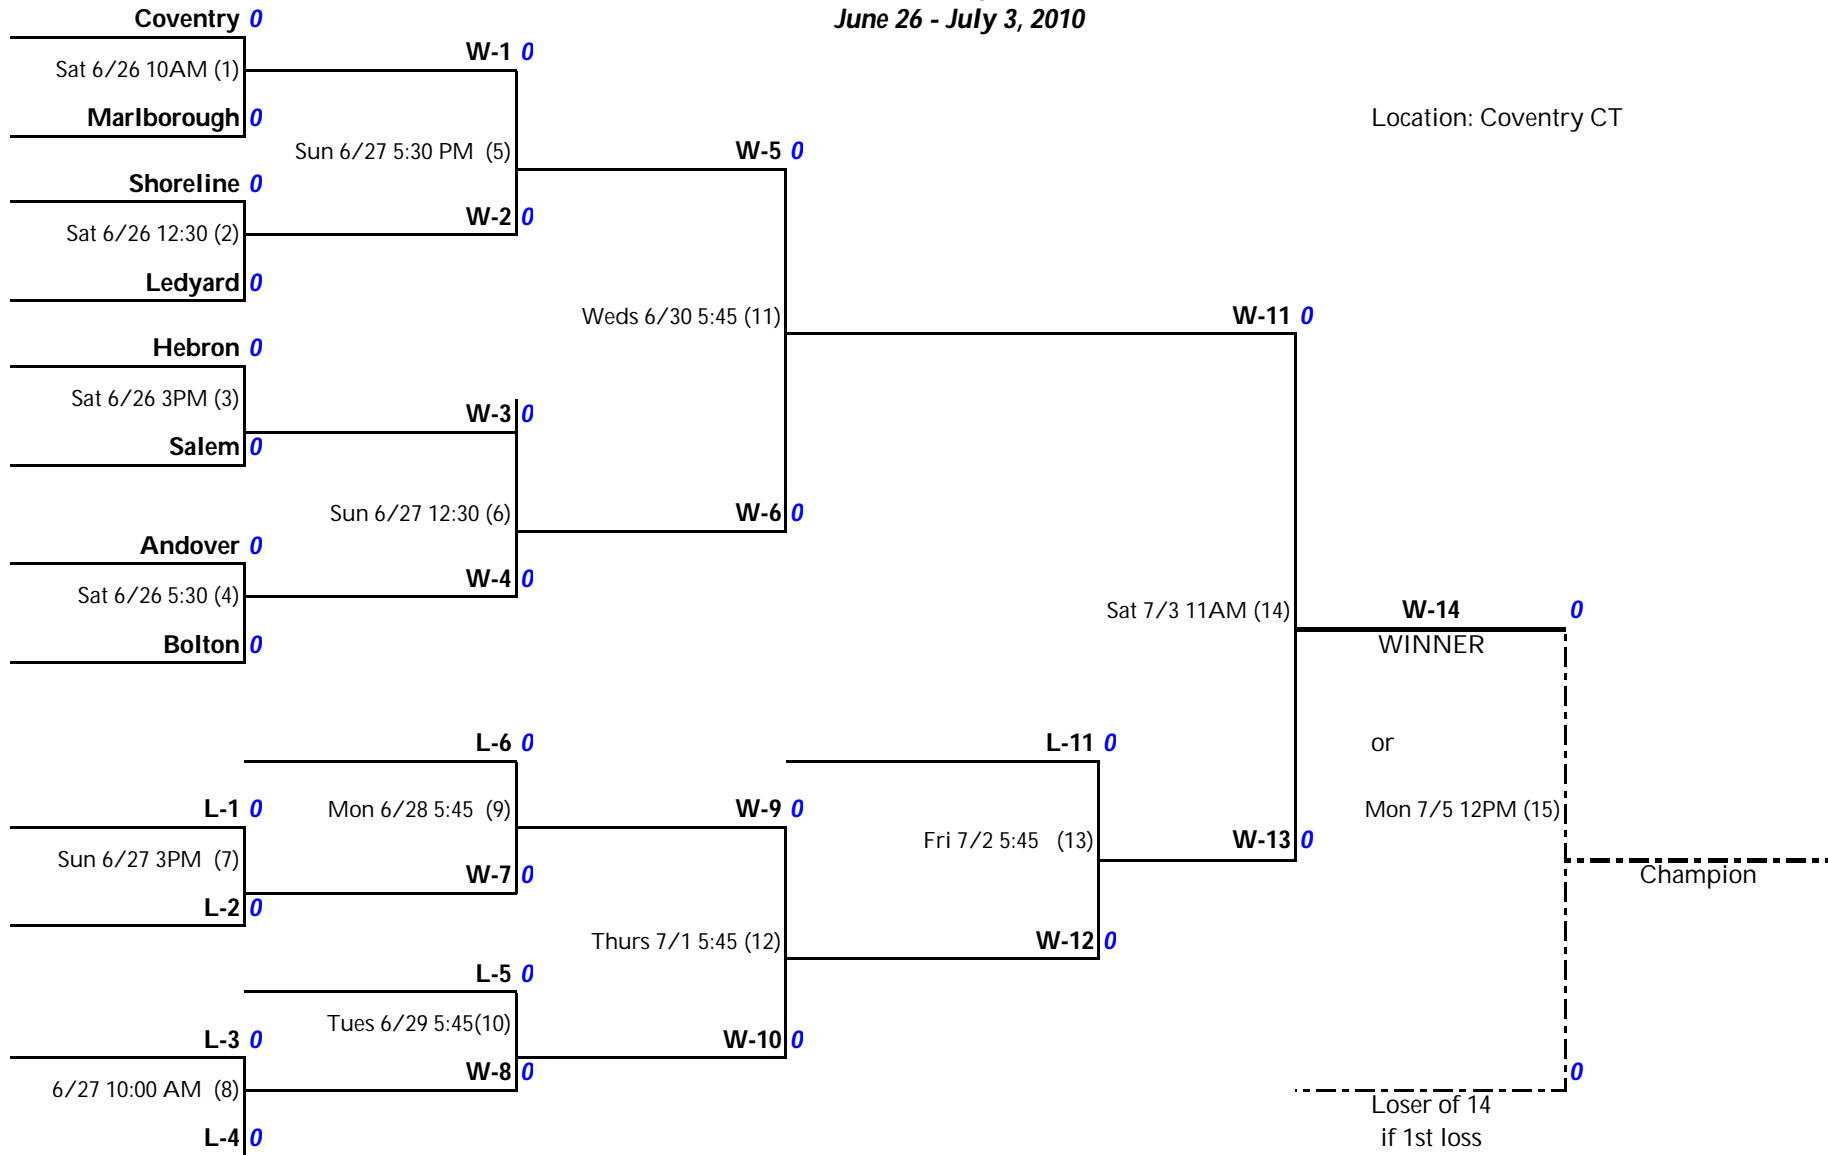 June 26 - July 3, 2010
Coventry 0
Sat 6/26 10AM (1)
W-1 0
Marlborough 0
Location: Coventry CT
Sun 6/27 5:30 PM (5)
W-5 0
Shoreline 0
W-2 0
Sat 6/26 12:30 (2)
Ledyard 0
Weds 6/30 5:45 (11)
W-11 0
Hebron 0
Sat 6/26 3PM (3)
W-3 0
Salem 0
Sun 6/27 12:30 (6)
W-6 0
Andover 0
W-4 0
Sat 6/26 5:30 (4)
Sat 7/3 11AM (14)
W-14 0
WINNER
Bolton 0
L-6 0
L-11 0
or
L-1 0
Mon 6/28 5:45 (9)
W-9 0
Mon 7/5 12PM (15)
Fri 7/2 5:45 (13)
W-13 0
Sun 6/27 3PM (7)
W-7 0
Champion
L-2 0
Thurs 7/1 5:45 (12)
W-12 0
L-5 0
Tues 6/29 5:45(10)
L-3 0
W-10 0
W-8 0
0
6/27 10:00 AM (8)
Loser of 14
if 1st loss
L-4 0